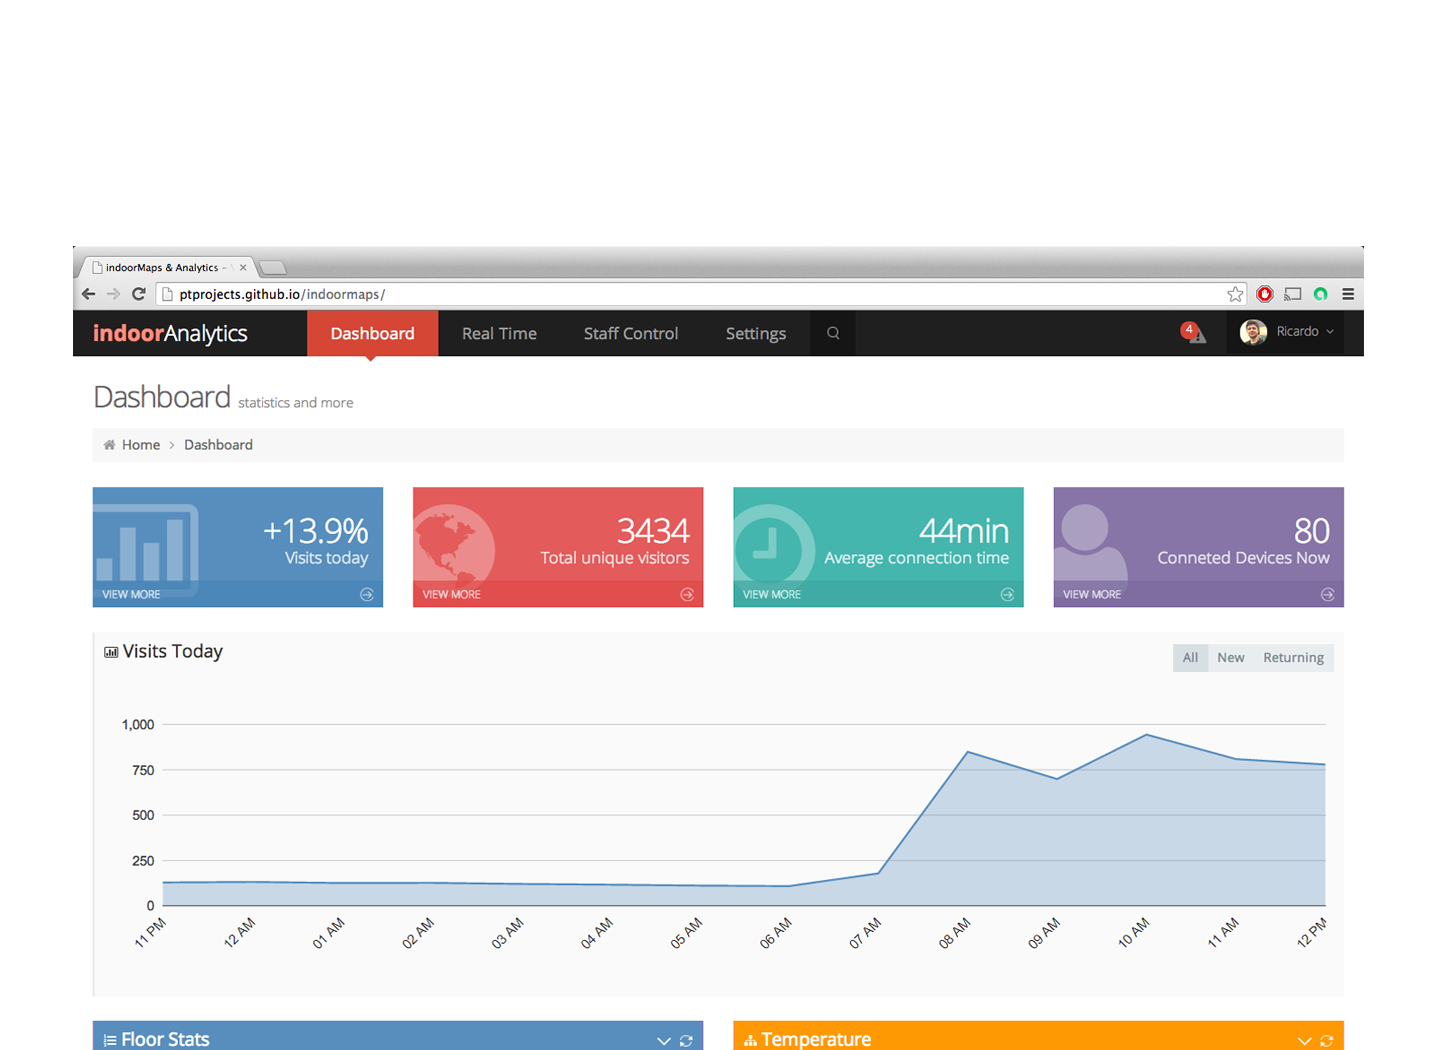 indoorMaps & Analytics -
ptprojects.github.io/indoormaps/
indoorAnalytics Dashboard Real Time Staff Control Settings 4 Ricardo
Dashboard statistics and more
Home > Dashboard
+13.9%
Visits today
VIEW MORE
3434
Total unique visitors
VIEW MORE
44min
Average connection time
VIEW MORE
80
Conneted Devices Now
VIEW MORE
Visits Today
All New Returning
1,000
750
500
250
0
11 PM 12 AM 01 AM 02 AM 03 AM 04 AM 05 AM 06 AM 07 AM 08 AM 09 AM 10 AM 11 AM 12 PM
Floor Stats
Temperature